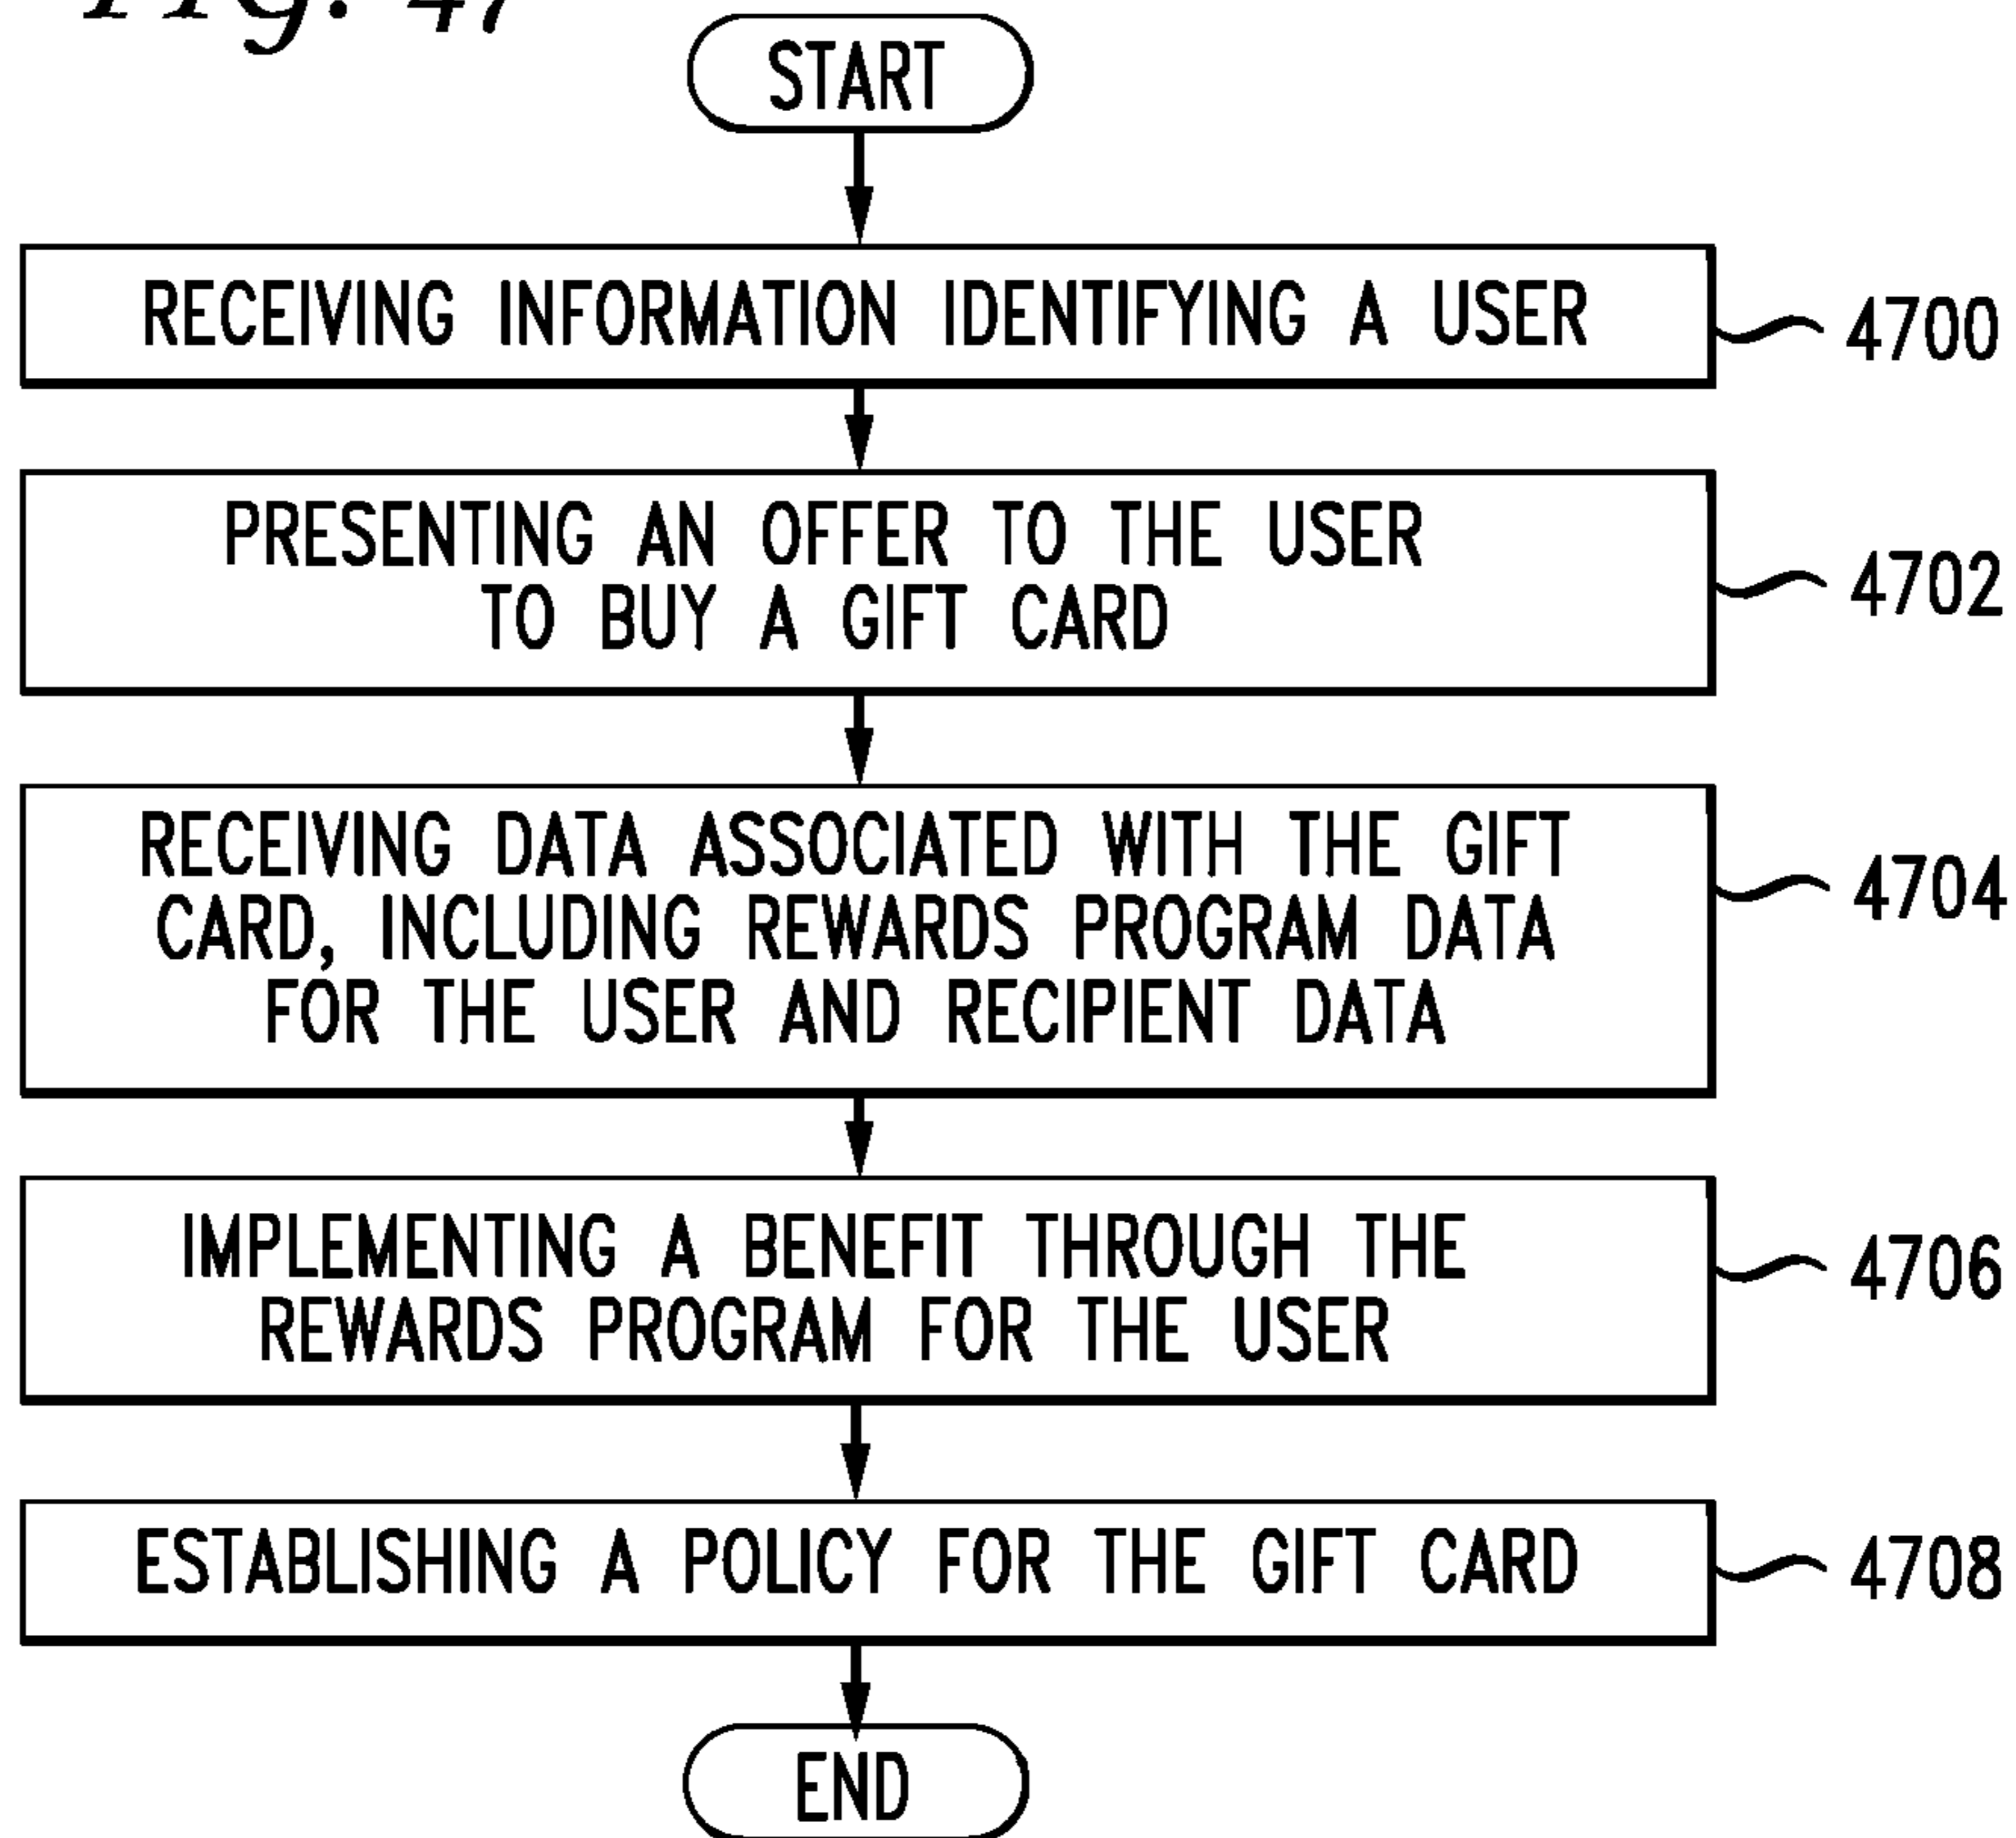 Fig. 47
START
RECEIVING INFORMATION IDENTIFYING A USER
4700
PRESENTING AN OFFER TO THE USER
TO BUY A GIFT CARD
4702
RECEIVING DATA ASSOCIATED WITH THE GIFT
CARD, INCLUDING REWARDS PROGRAM DATA
FOR THE USER AND RECIPIENT DATA
4704
IMPLEMENTING A BENEFIT THROUGH THE
REWARDS PROGRAM FOR THE USER
4706
ESTABLISHING A POLICY FOR THE GIFT CARD
4708
END